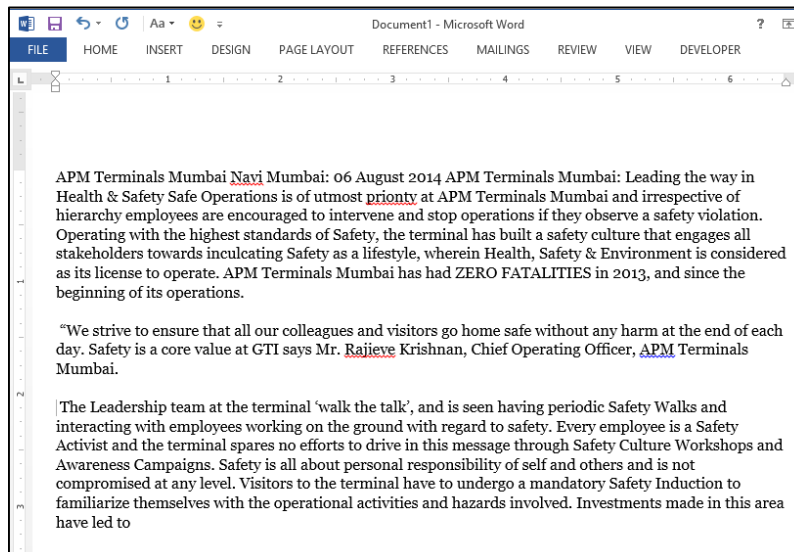 Aa
Document1 - Microsoft Word
?
FILE HOME INSERT DESIGN PAGE LAYOUT REFERENCES MAILINGS REVIEW VIEW DEVELOPER
L 1 2 3 4 5 6
APM Terminals Mumbai Navi Mumbai: 06 August 2014 APM Terminals Mumbai: Leading the way in
Health & Safety Safe Operations is of utmost prionty at APM Terminals Mumbai and irrespective of
hierarchy employees are encouraged to intervene and stop operations if they observe a safety violation.
Operating with the highest standards of Safety, the terminal has built a safety culture that engages all
stakeholders towards inculcating Safety as a lifestyle, wherein Health, Safety & Environment is considered
as its license to operate. APM Terminals Mumbai has had ZERO FATALITIES in 2013, and since the
beginning of its operations.
“We strive to ensure that all our colleagues and visitors go home safe without any harm at the end of each
day. Safety is a core value at GTI says Mr. Rajieve Krishnan, Chief Operating Officer, APM Terminals
Mumbai.
The Leadership team at the terminal ‘walk the talk’, and is seen having periodic Safety Walks and
interacting with employees working on the ground with regard to safety. Every employee is a Safety
Activist and the terminal spares no efforts to drive in this message through Safety Culture Workshops and
Awareness Campaigns. Safety is all about personal responsibility of self and others and is not
compromised at any level. Visitors to the terminal have to undergo a mandatory Safety Induction to
familiarize themselves with the operational activities and hazards involved. Investments made in this area
have led to
1
2
3